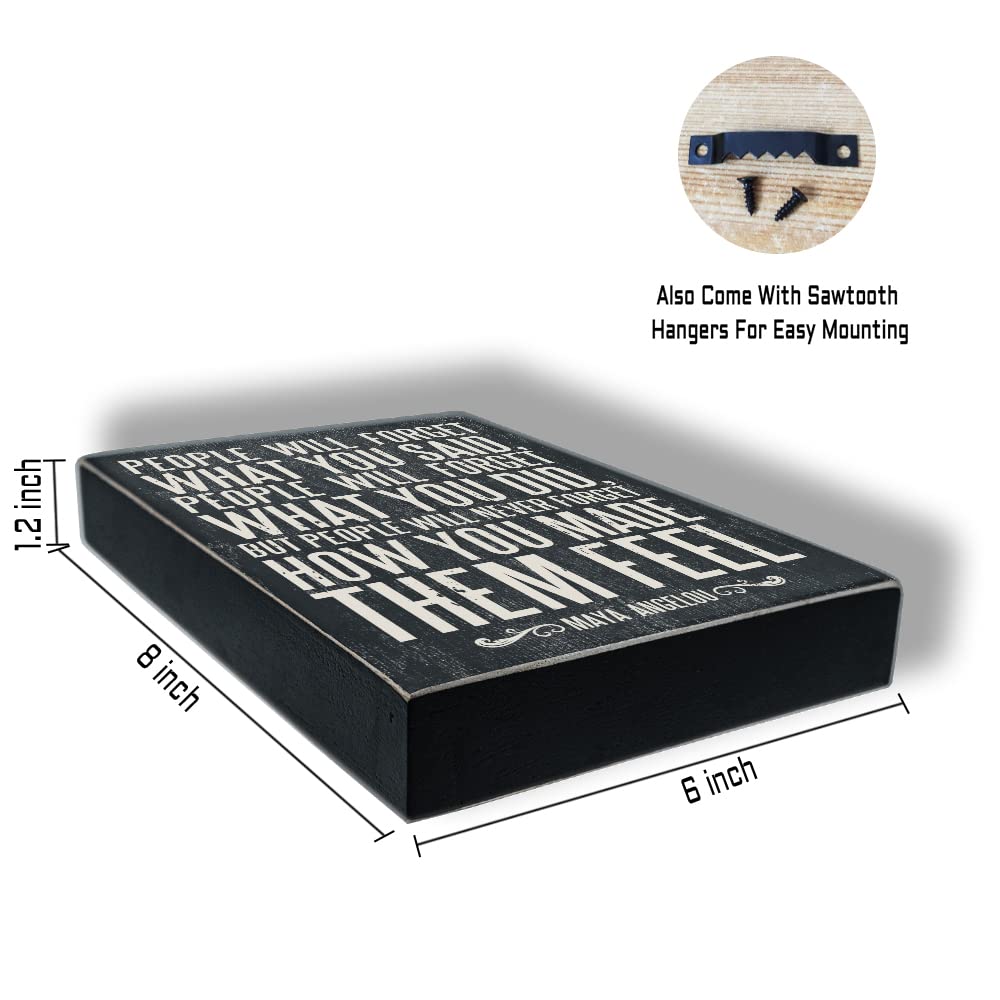 Also Come With Sawtooth
Hangers For Easy Mounting
PEOPLE WILL FORGET
WHAT YOU SAID,
PEOPLE WILL FORGET
WHAT YOU DID,
BUT PEOPLE WILL NEVER FORGET
HOW YOU MADE
THEM FEEL
MAYA ANGELOU
1.2 inch
8 inch
6 inch